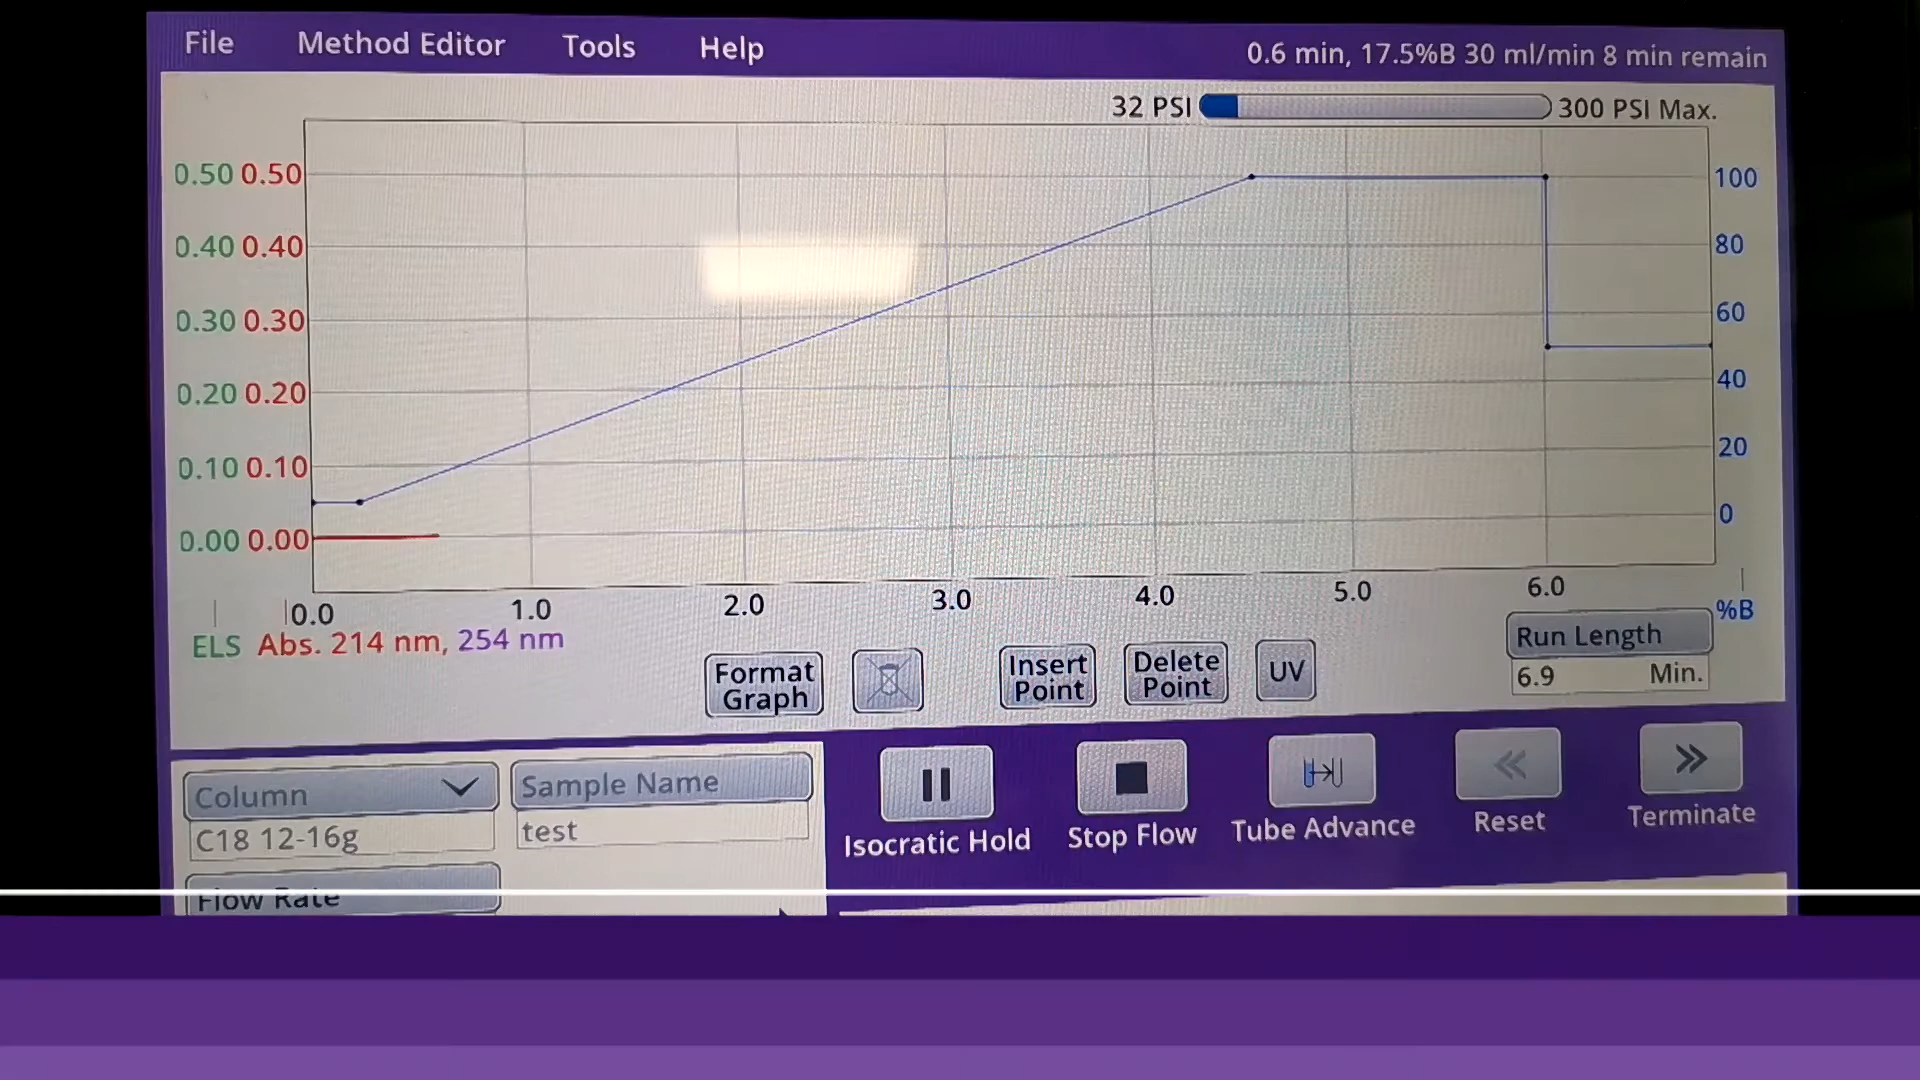 File Method Editor Tools Help 0.6 min, 17.5%B 30 ml/min 8 min remain
32 PSI 300 PSI Max.
0.50 0.50 100
0.40 0.40 80
0.30 0.30 60
0.20 0.20 40
0.10 0.10 20
0.00 0.00 0
0.0 1.0 2.0 3.0 4.0 5.0 6.0
%B
ELS Abs. 214 nm, 254 nm
Format
Graph
Insert
Point
Delete
Point
UV
Run Length
6.9 Min.
Column
C18 12-16g
Sample Name
test
Isocratic Hold
Stop Flow
Tube Advance
Reset
Terminate
Flow Rate